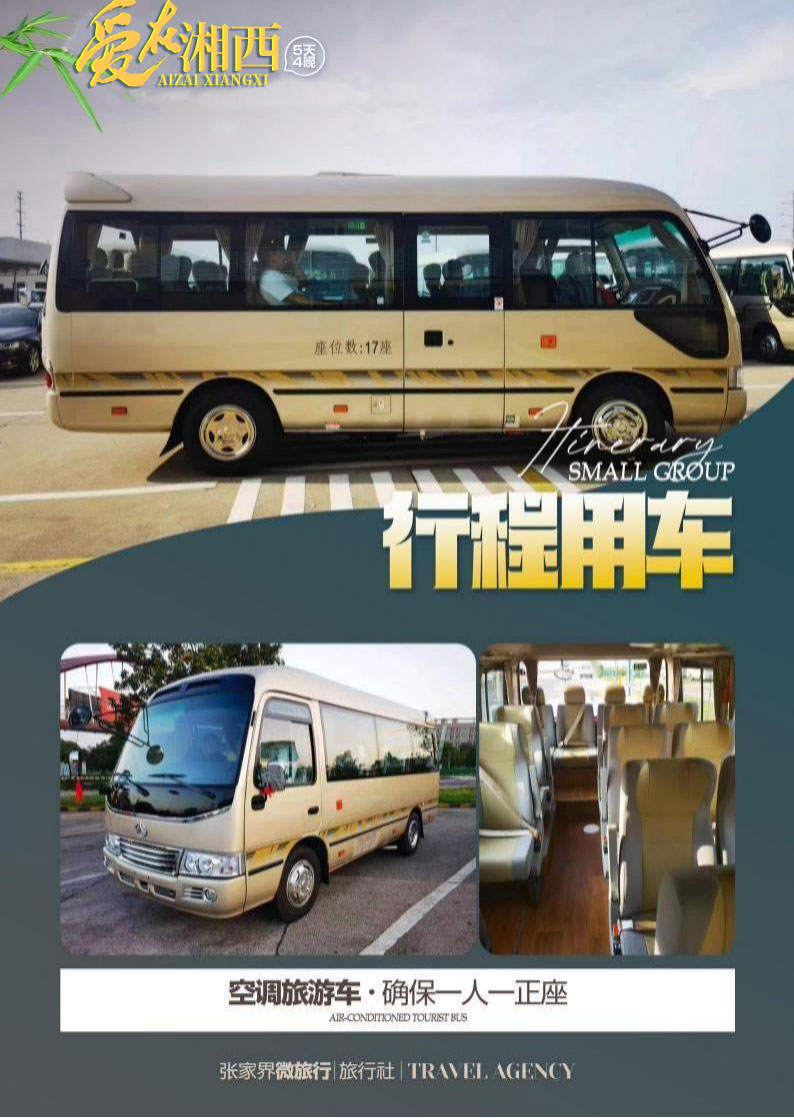 爱在湘西
5天
4晚
AIZAI XIANGXI
座位数:17座
Itinerary
SMALL GROUP
行程用车
空调旅游车·确保一人一正座
AIR-CONDITIONED TOURIST BUS
张家界微旅行|旅行社|TRAVEL AGENCY